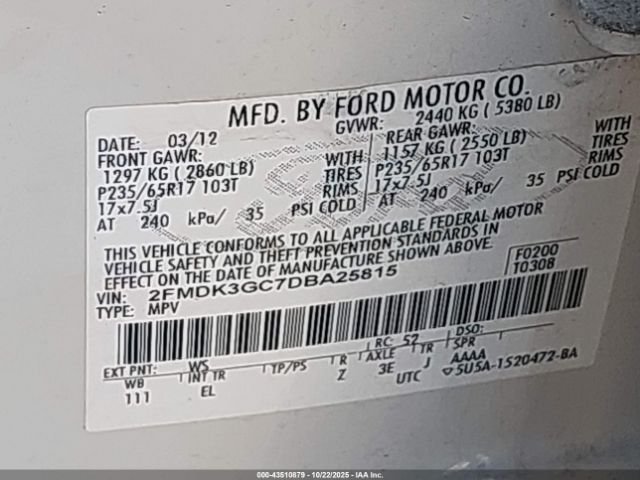 MFD. BY FORD MOTOR CO.
DATE: 03/12 GVWR: 2440 KG ( 5380 LB)
FRONT GAWR: REAR GAWR:
1297 KG ( 2860 LB) WITH 1157 KG ( 2550 LB) WITH
P235/65R17 103T TIRES P235/65R17 103T TIRES
17x7.5J RIMS 17x7.5J RIMS
AT 240 kPa/ 35 PSI COLD AT 240 kPa/ 35 PSI COLD
THIS VEHICLE CONFORMS TO ALL APPLICABLE FEDERAL MOTOR
VEHICLE SAFETY AND THEFT PREVENTION STANDARDS IN
EFFECT ON THE DATE OF MANUFACTURE SHOWN ABOVE.
VIN: 2FMDK3GC7DBA25815 F0200
TYPE: MPV T0308
EXT PNT: WS RC: 52 DSO:
WB INT TR TP/PS R AXLE TR SPR AAAA
111 EL Z 3E J UTC 5U5A-1520472-BA
000-43510879 - 10/22/2025 - IAAI.COM